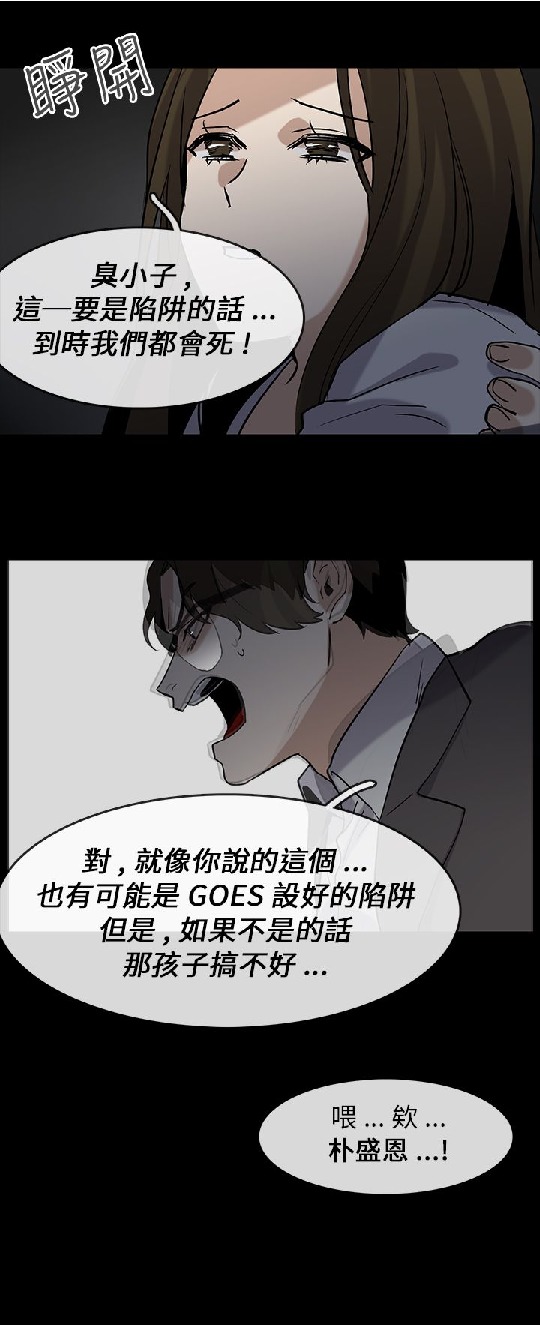 睜開
臭小子,
這一要是陷阱的話 ...
到時我們都會死!
對, 就像你說的這個 ...
也有可能是 GOES 設好的陷阱
但是, 如果不是的話
那孩子搞不好 ...
喂 ... 欸 ...
朴盛恩 ...!